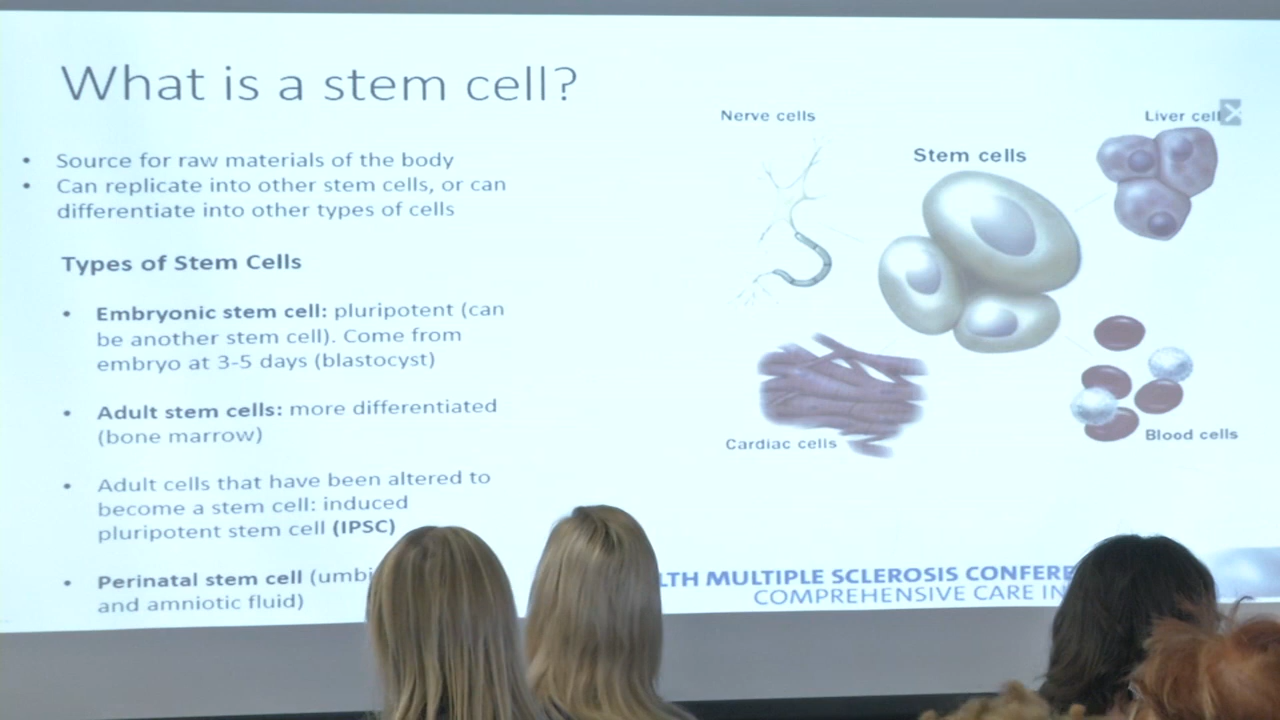 What is a stem cell?
• Source for raw materials of the body
• Can replicate into other stem cells, or can
differentiate into other types of cells
Types of Stem Cells
• Embryonic stem cell: pluripotent (can
be another stem cell). Come from
embryo at 3-5 days (blastocyst)
• Adult stem cells: more differentiated
(bone marrow)
• Adult cells that have been altered to
become a stem cell: induced
pluripotent stem cell (IPSC)
• Perinatal stem cell
and amniotic fluid)
Nerve cells
Stem cells
Liver
Cardiac cells
Blood cells
MULTIPLE SCLEROSIS
COMPREHENSIVE CARE IN